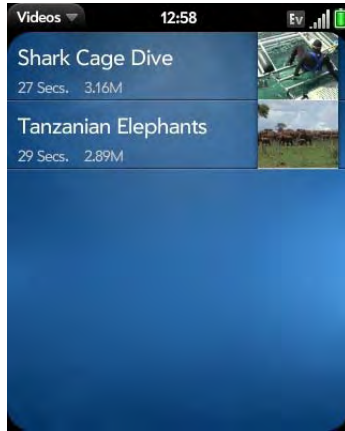 Videos 12:58 Ev
Shark Cage Dive
27 Secs. 3.16M
Tanzanian Elephants
29 Secs. 2.89M